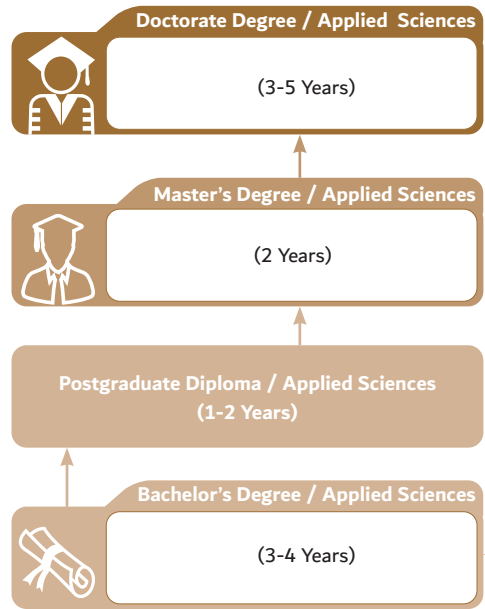 Doctorate Degree / Applied Sciences
(3-5 Years)
Master's Degree / Applied Sciences
(2 Years)
Postgraduate Diploma / Applied Sciences
(1-2 Years)
Bachelor's Degree / Applied Sciences
(3-4 Years)